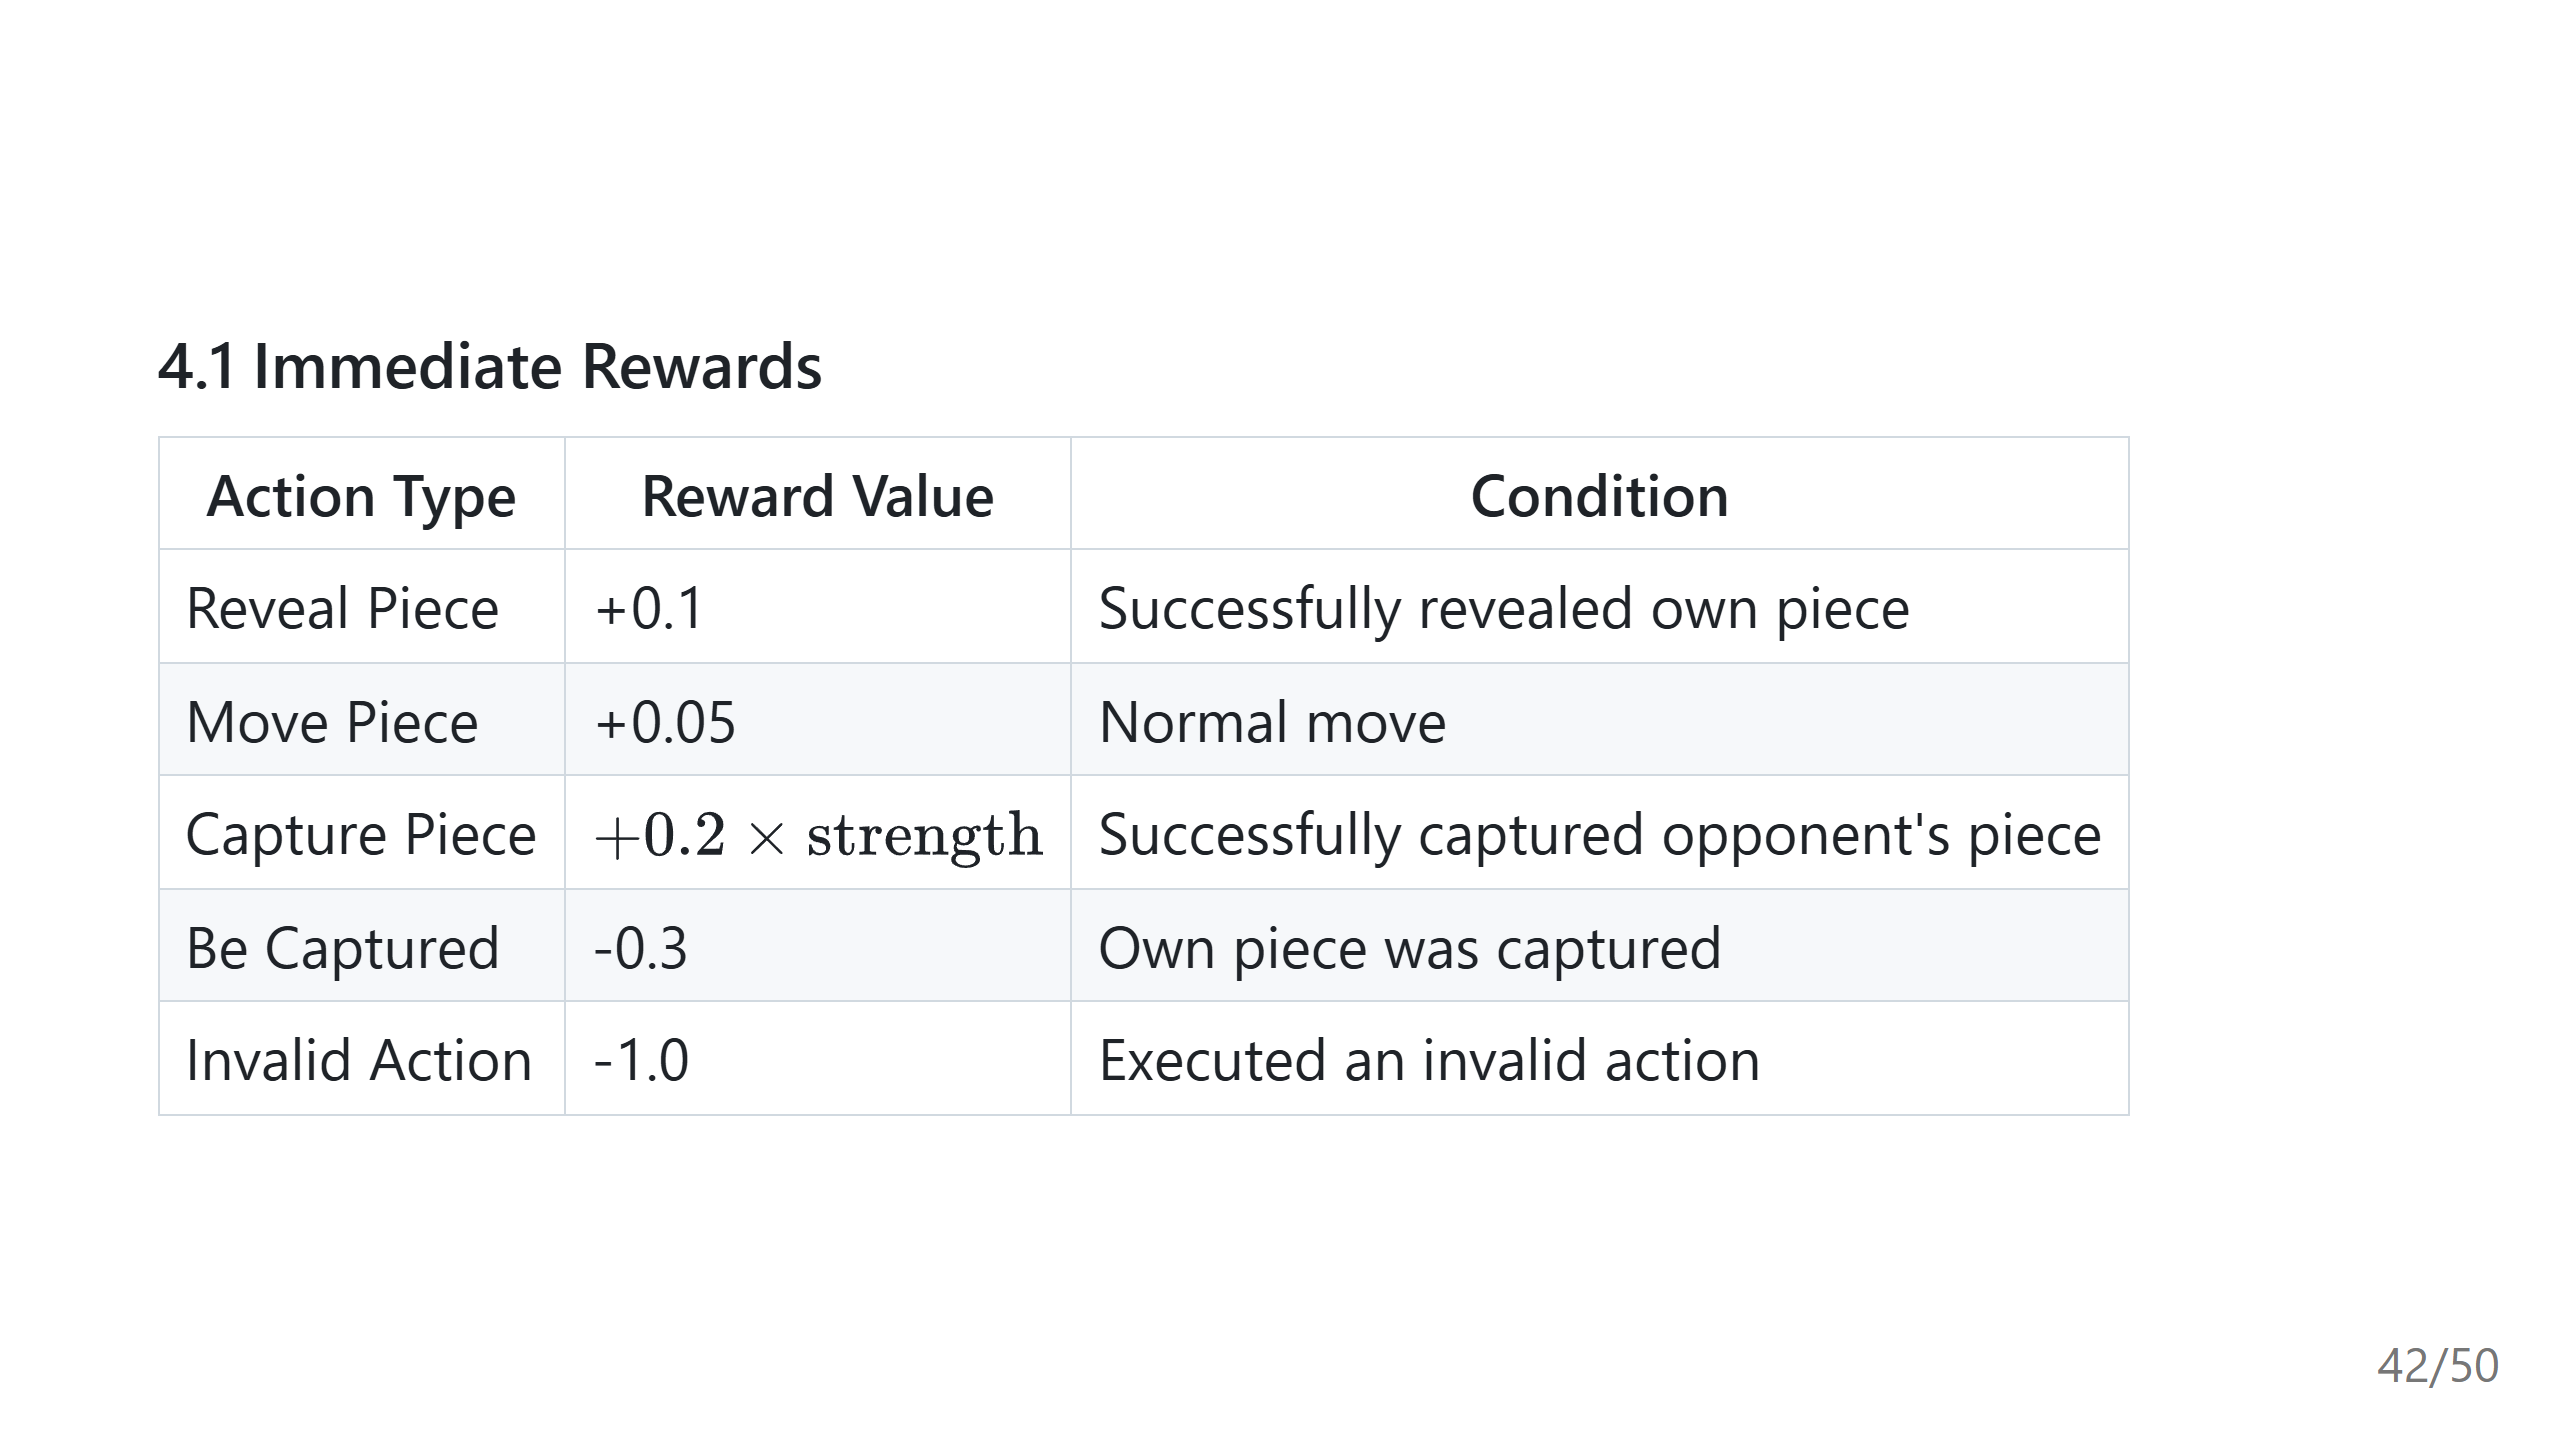 4.1 Immediate Rewards
Action Type Reward Value Condition
Reveal Piece +0.1 Successfully revealed own piece
Move Piece +0.05 Normal move
Capture Piece +0.2 × strength Successfully captured opponent's piece
Be Captured -0.3 Own piece was captured
Invalid Action -1.0 Executed an invalid action
42/50